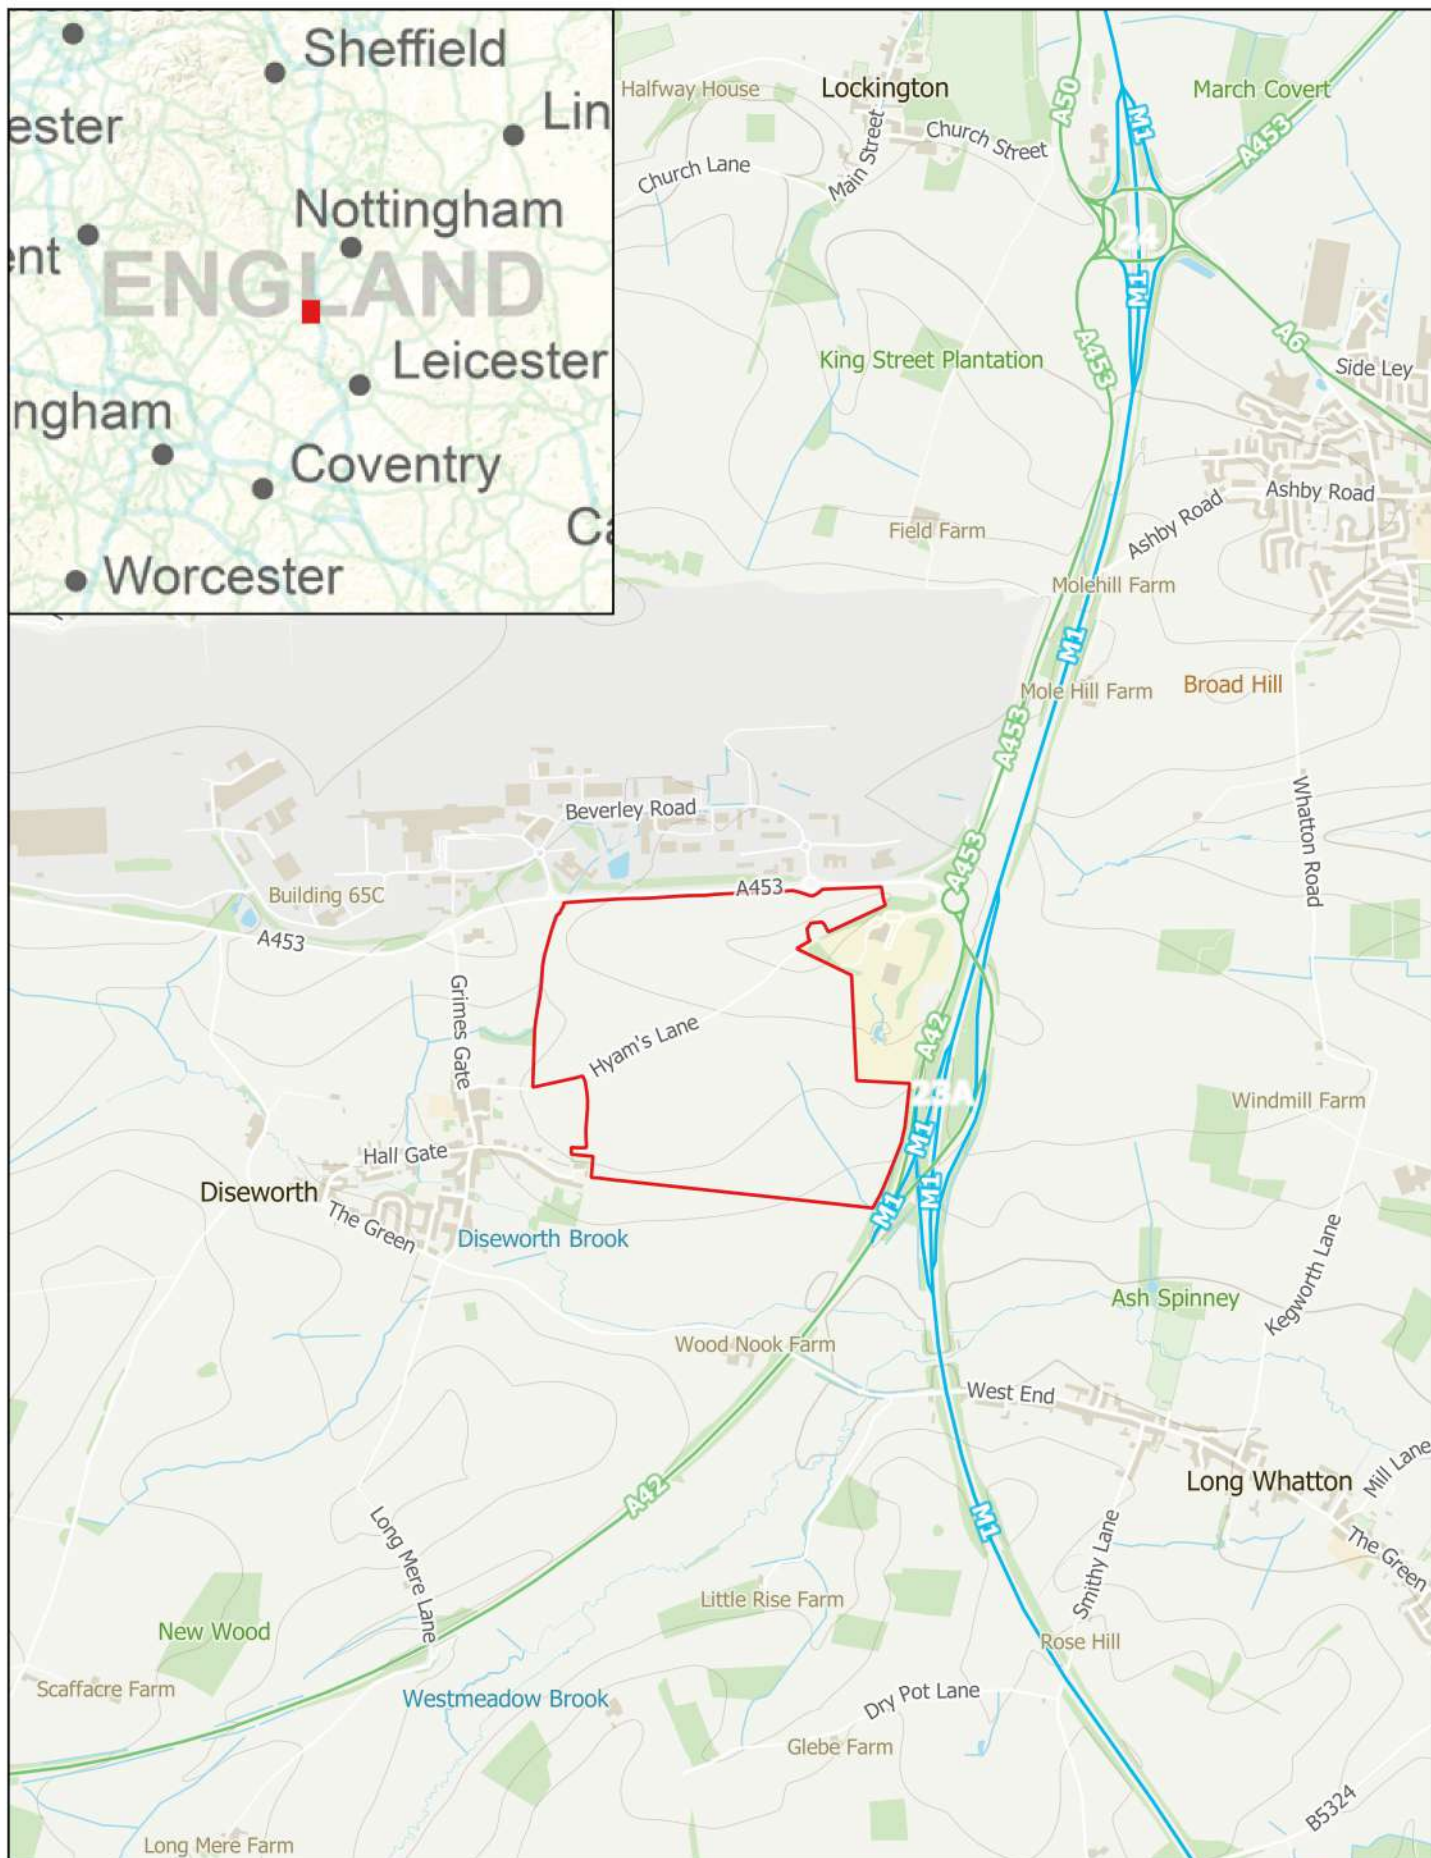 Sheffield
ester
Lin
Nottingham
ent
ENGLAND
Leicester
ngham
Coventry
Ca
Worcester
Halfway House
Lockington
A50
M1
March Covert
A453
Church Street
Main Street
Church Lane
24
M1
A453
A6
King Street Plantation
Side Ley
Ashby Road
Ashby Road
Field Farm
Molehill Farm
M1
Mole Hill Farm
Broad Hill
A453
Whatton Road
Beverley Road
A453
Building 65C
A453
A453
Grimes Gate
Hyam's Lane
A42
23A
Windmill Farm
M1
Hall Gate
Diseworth
M1
M1
The Green
Diseworth Brook
Kegworth Lane
Ash Spinney
Wood Nook Farm
West End
A42
Long Whatton
Mill Lane
M1
Long Mere Lane
Smithy Lane
The Green
Little Rise Farm
New Wood
Rose Hill
Scaffacre Farm
Westmeadow Brook
Dry Pot Lane
Glebe Farm
B5324
Long Mere Farm